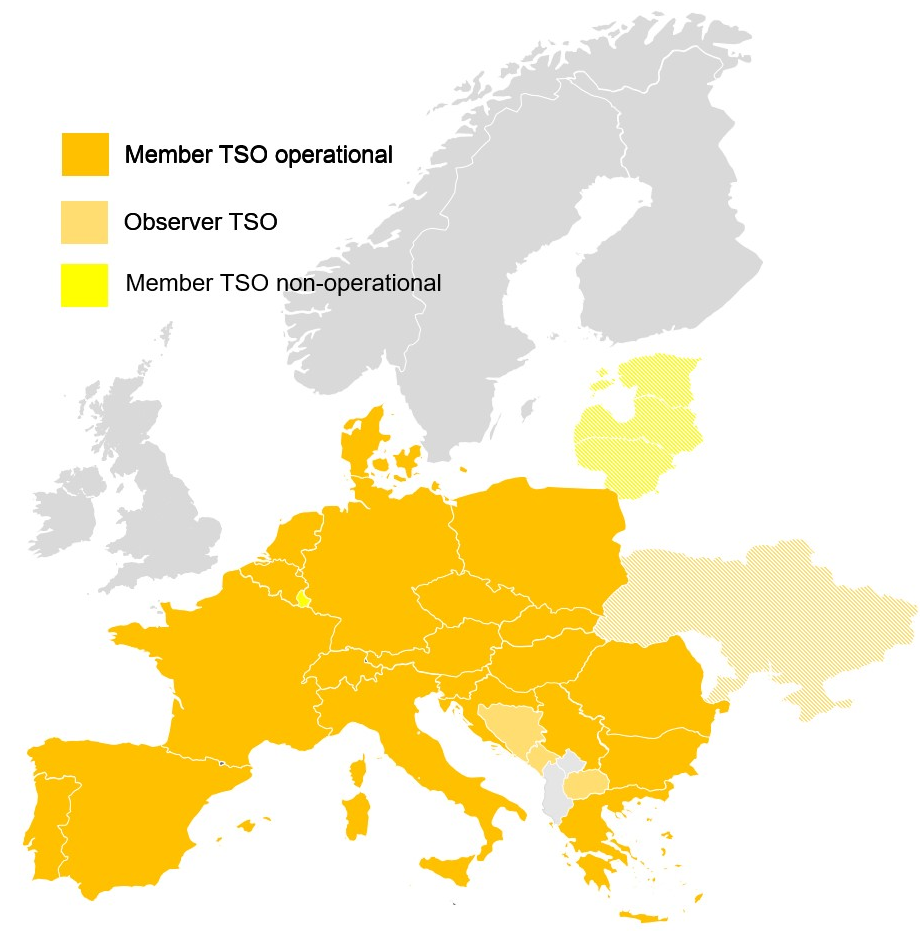 Member TSO operational
Observer TSO
Member TSO non-operational